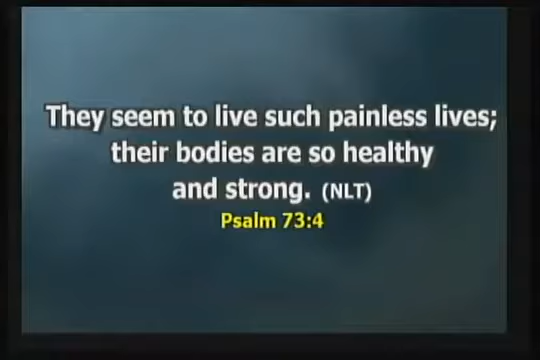 They seem to live such painless lives;
their bodies are so healthy
and strong. (NLT)
Psalm 73:4